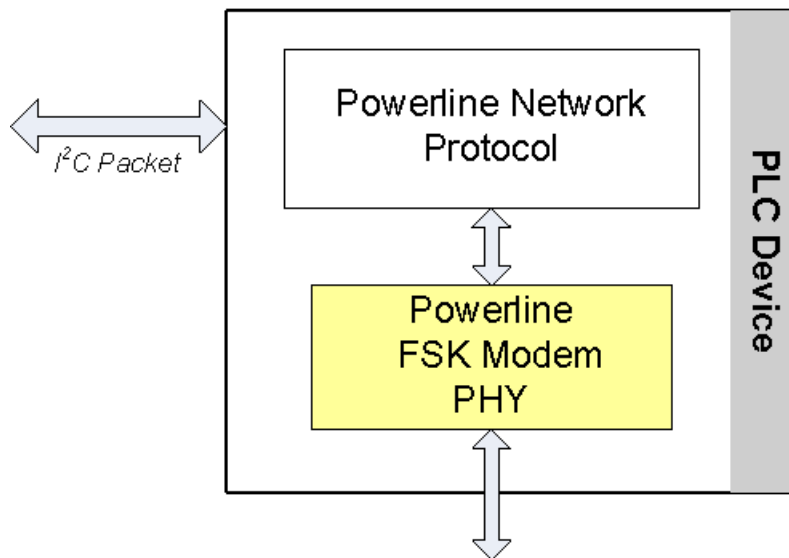 Powerline Network
Protocol
I²C Packet
Powerline
FSK Modem
PHY
PLC Device